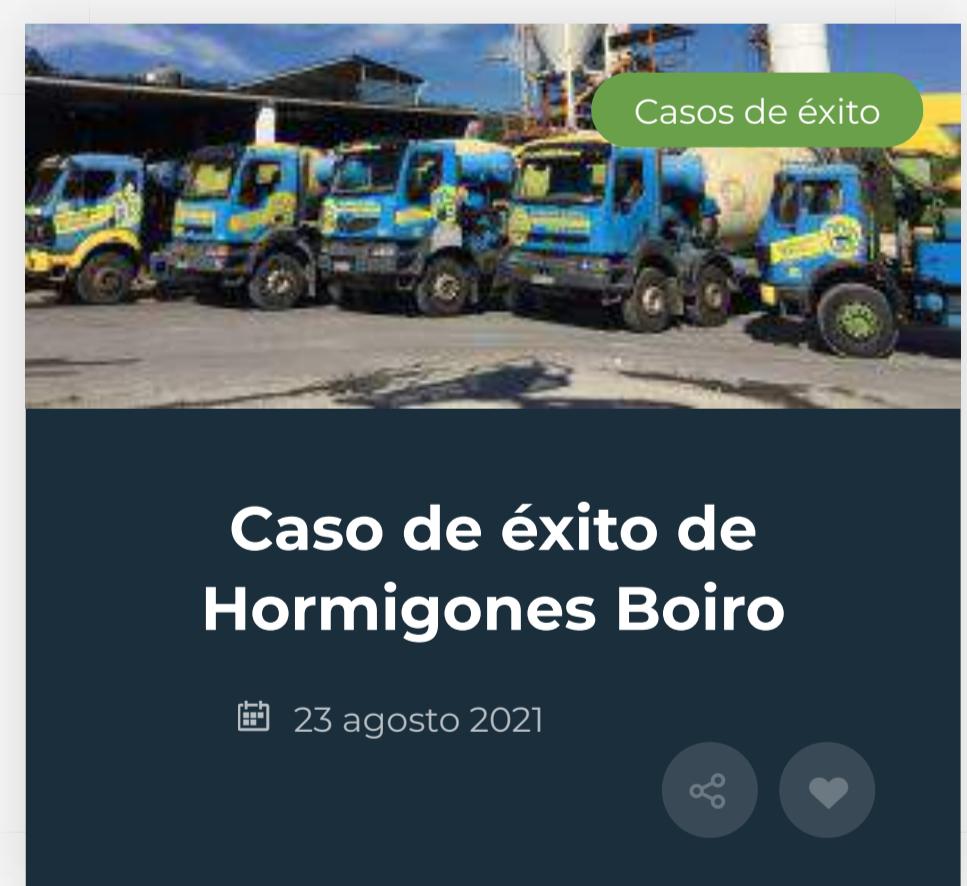 Casos de éxito
Caso de éxito de
Hormigones Boiro
23 agosto 2021